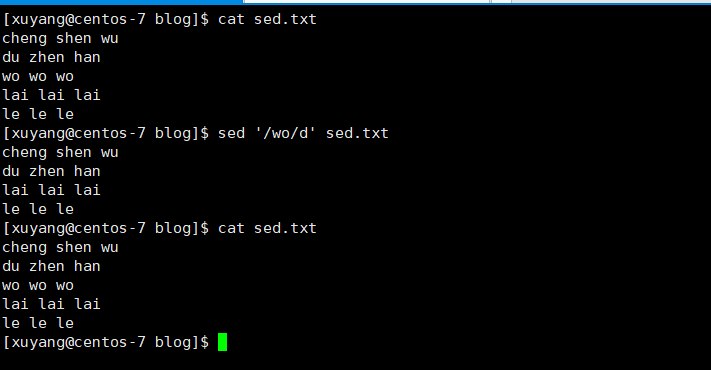 [xuyang@centos-7 blog]$ cat sed.txt
cheng shen wu
du zhen han
wo wo wo
lai lai lai
le le le
[xuyang@centos-7 blog]$ sed '/wo/d' sed.txt
cheng shen wu
du zhen han
lai lai lai
le le le
[xuyang@centos-7 blog]$ cat sed.txt
cheng shen wu
du zhen han
wo wo wo
lai lai lai
le le le
[xuyang@centos-7 blog]$